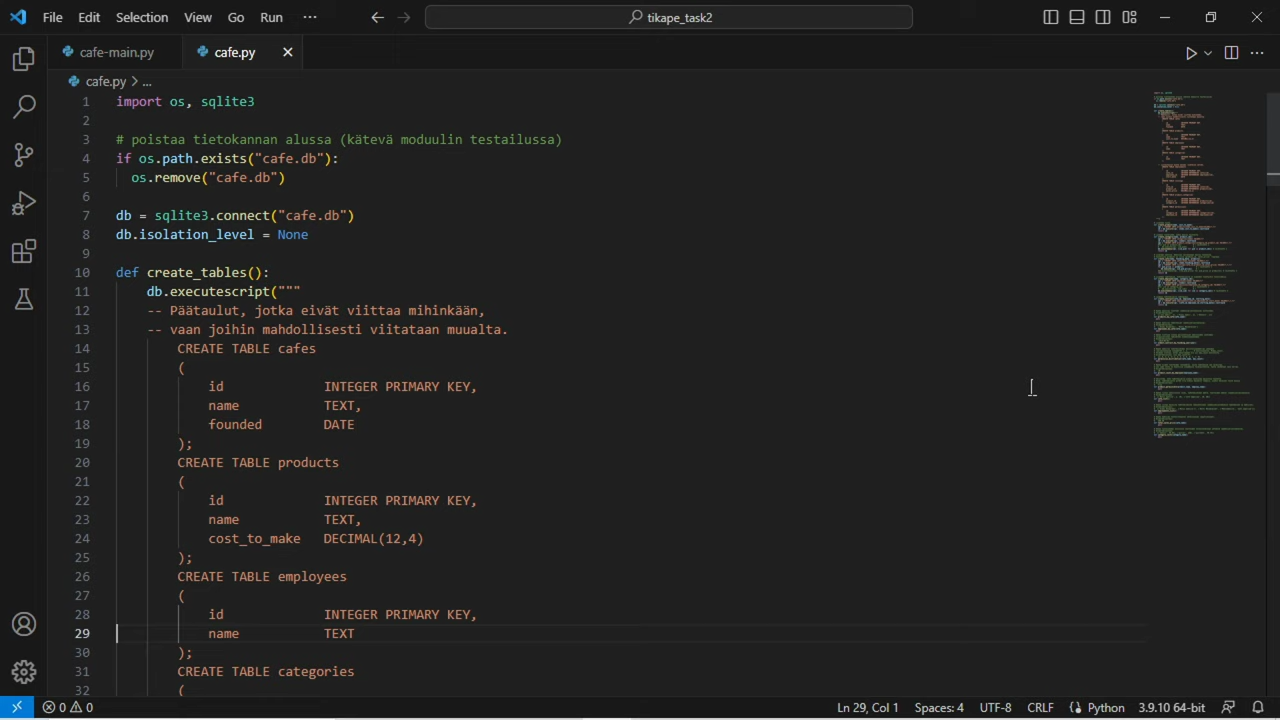 File Edit Selection View Go Run ··· tikape_task2
cafe-main.py cafe.py
cafe.py > ...
1 import os, sqlite3
2
3 # poistaa tietokannan alussa (kätevä moduulin testailussa)
4 if os.path.exists("cafe.db"):
5 os.remove("cafe.db")
6
7 db = sqlite3.connect("cafe.db")
8 db.isolation_level = None
9
10 def create_tables():
11 db.executescript("""
12 -- Päätaulut, jotka eivät viittaa mihinkään,
13 -- vaan joihin mahdollisesti viitataan muualta.
14 CREATE TABLE cafes
15 (
16 id INTEGER PRIMARY KEY,
17 name TEXT,
18 founded DATE
19 );
20 CREATE TABLE products
21 (
22 id INTEGER PRIMARY KEY,
23 name TEXT,
24 cost_to_make DECIMAL(12,4)
25 );
26 CREATE TABLE employees
27 (
28 id INTEGER PRIMARY KEY,
29 name TEXT
30 );
31 CREATE TABLE categories
32 (
0 0 Ln 29, Col 1 Spaces: 4 UTF-8 CRLF Python 3.9.10 64-bit